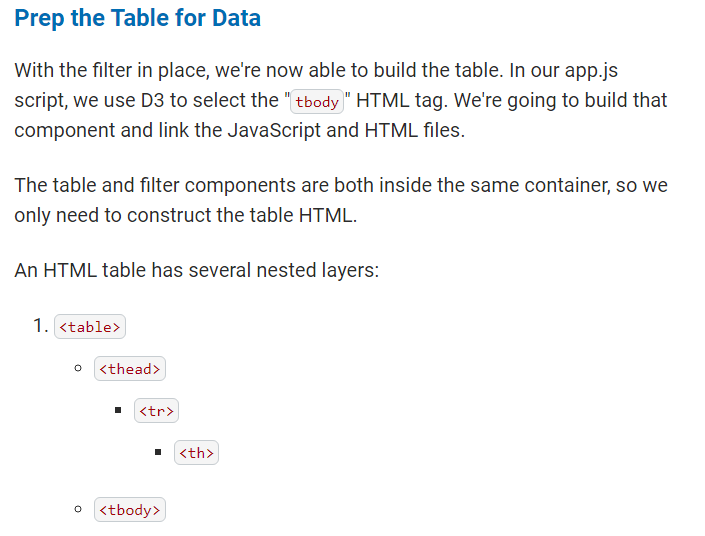 Prep the Table for Data
With the filter in place, we're now able to build the table. In our app.js
script, we use D3 to select the "tbody" HTML tag. We're going to build that
component and link the JavaScript and HTML files.
The table and filter components are both inside the same container, so we
only need to construct the table HTML.
An HTML table has several nested layers:
1. <table>
<thead>
<tr>
<th>
<tbody>